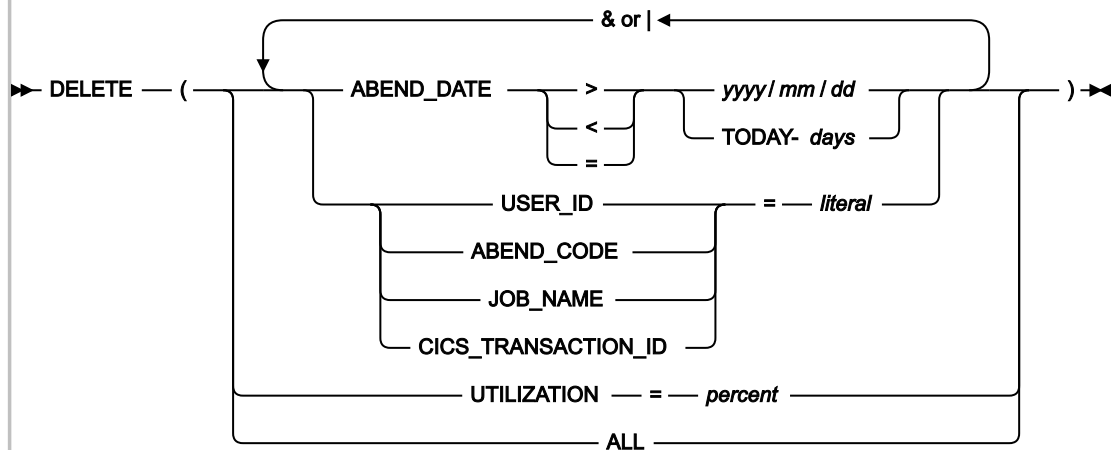 & or |
DELETE ( ABEND_DATE > yyyy / mm / dd )
< TODAY- days
=
USER_ID = literal
ABEND_CODE
JOB_NAME
CICS_TRANSACTION_ID
UTILIZATION = percent
ALL